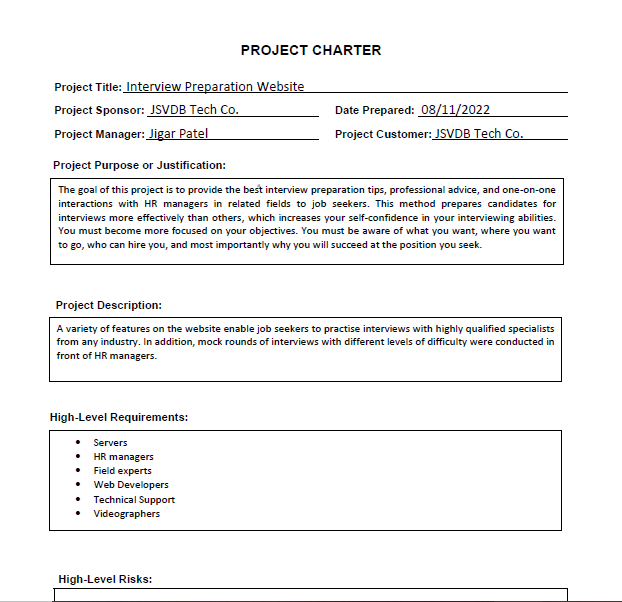 PROJECT CHARTER
Project Title: Interview Preparation Website
Project Sponsor: JSVDB Tech Co. Date Prepared: 08/11/2022
Project Manager: Jigar Patel Project Customer: JSVDB Tech Co.
Project Purpose or Justification:
The goal of this project is to provide the best interview preparation tips, professional advice, and one-on-one
interactions with HR managers in related fields to job seekers. This method prepares candidates for
interviews more effectively than others, which increases your self-confidence in your interviewing abilities.
You must become more focused on your objectives. You must be aware of what you want, where you want
to go, who can hire you, and most importantly why you will succeed at the position you seek.
Project Description:
A variety of features on the website enable job seekers to practise interviews with highly qualified specialists
from any industry. In addition, mock rounds of interviews with different levels of difficulty were conducted in
front of HR managers.
High-Level Requirements:
• Servers
• HR managers
• Field experts
• Web Developers
• Technical Support
• Videographers
High-Level Risks: